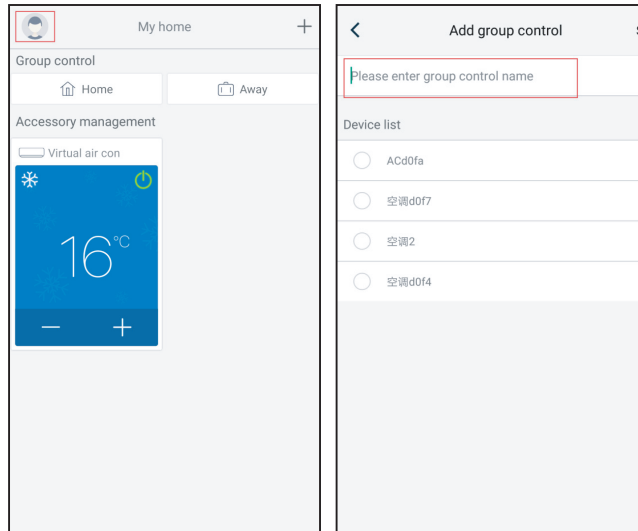 My home
Group control
Home
Away
Accessory management
Virtual air con
16°C
Add group control
Please enter group control name
Device list
ACd0fa
空调d0f7
空调2
空调d0f4